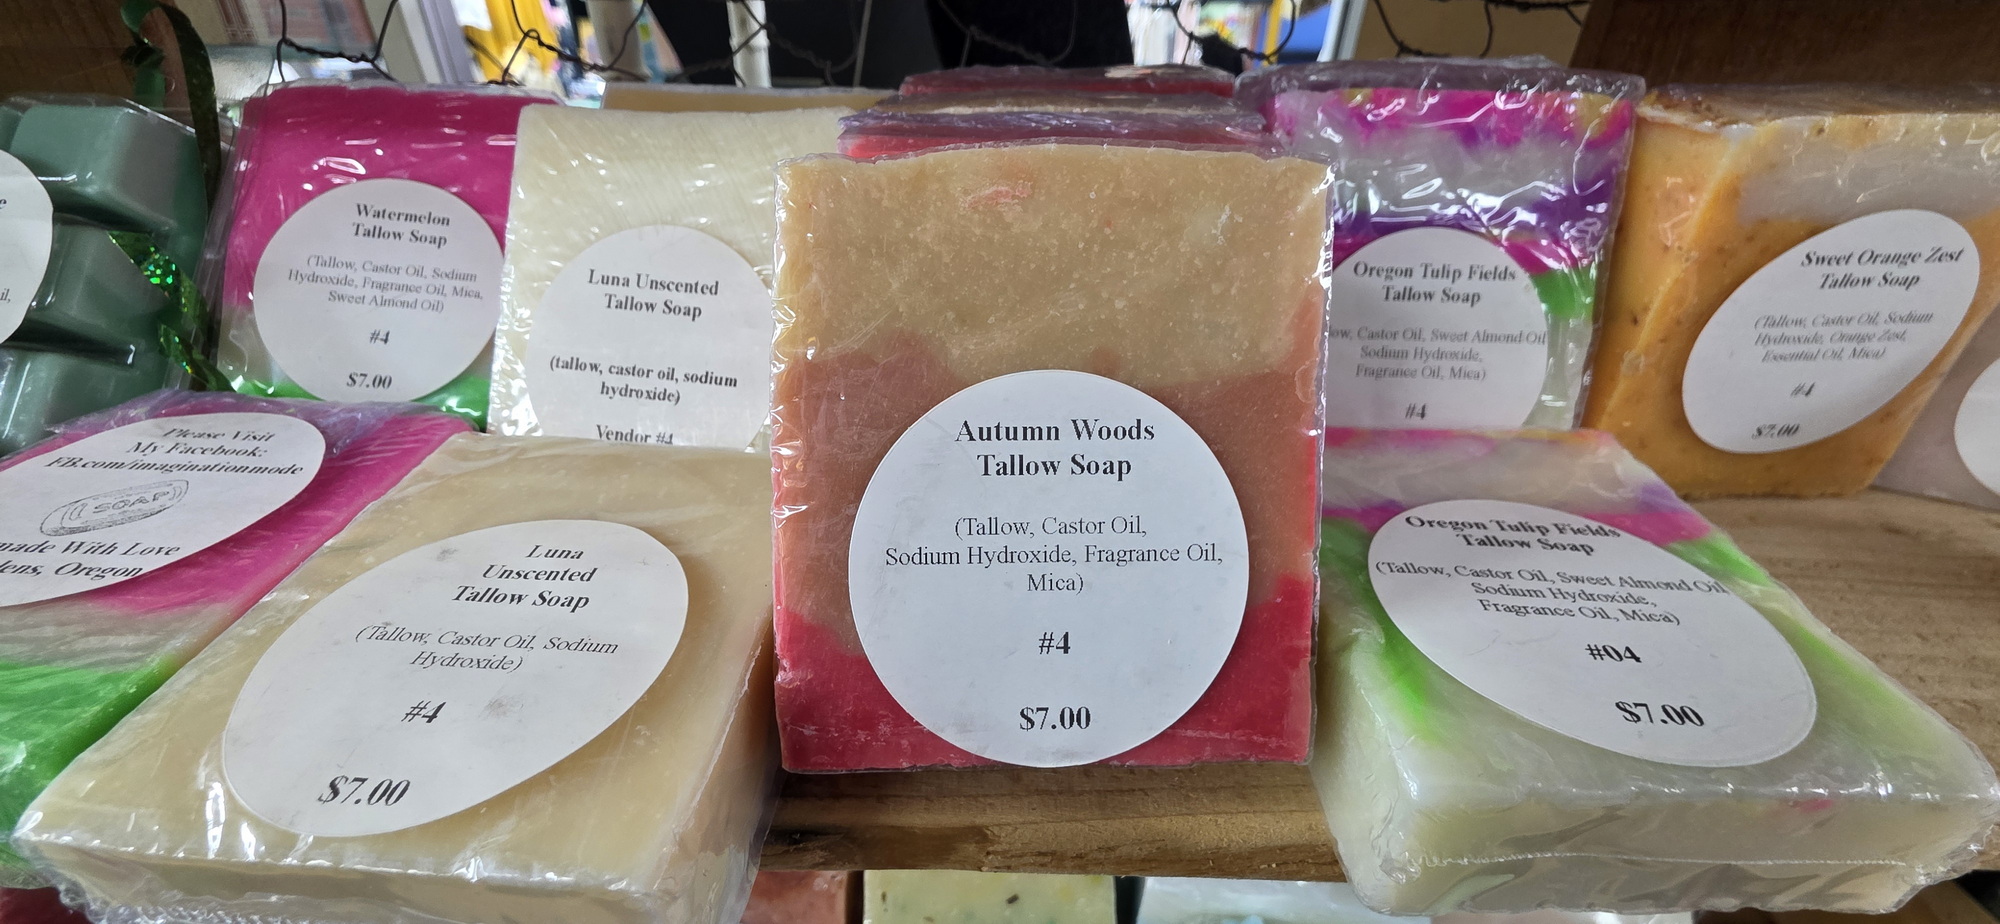 Watermelon
Tallow Soap
(Tallow, Castor Oil, Sodium
Hydroxide, Fragrance Oil, Mica,
Sweet Almond Oil)
#4
$7.00
Luna Unscented
Tallow Soap
(tallow, castor oil, sodium
hydroxide)
Vendor #4
Oregon Tulip Fields
Tallow Soap
Castor Oil, Sweet Almond Oil
Sodium Hydroxide,
Fragrance Oil, Mica)
#4
Sweet Orange Zest
Tallow Soap
(Tallow, Castor Oil, Sodium
Hydroxide, Orange Zest,
Essential Oil, Mica)
#4
$7.00
Please Visit
My Facebook:
FB.com/imaginationmode
SOAP
made With Love
Oregon
Luna
Unscented
Tallow Soap
(Tallow, Castor Oil, Sodium
Hydroxide)
#4
$7.00
Autumn Woods
Tallow Soap
(Tallow, Castor Oil,
Sodium Hydroxide, Fragrance Oil,
Mica)
#4
$7.00
Oregon Tulip Fields
Tallow Soap
(Tallow, Castor Oil, Sweet Almond Oil
Sodium Hydroxide,
Fragrance Oil, Mica)
#04
$7.00